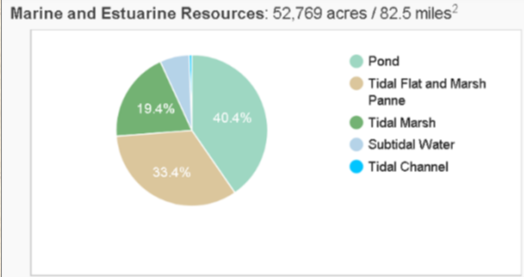 Marine and Estuarine Resources: 52,769 acres / 82.5 miles²
Pond
Tidal Flat and Marsh
Panne
Tidal Marsh
Subtidal Water
Tidal Channel
19.4%
40.4%
33.4%